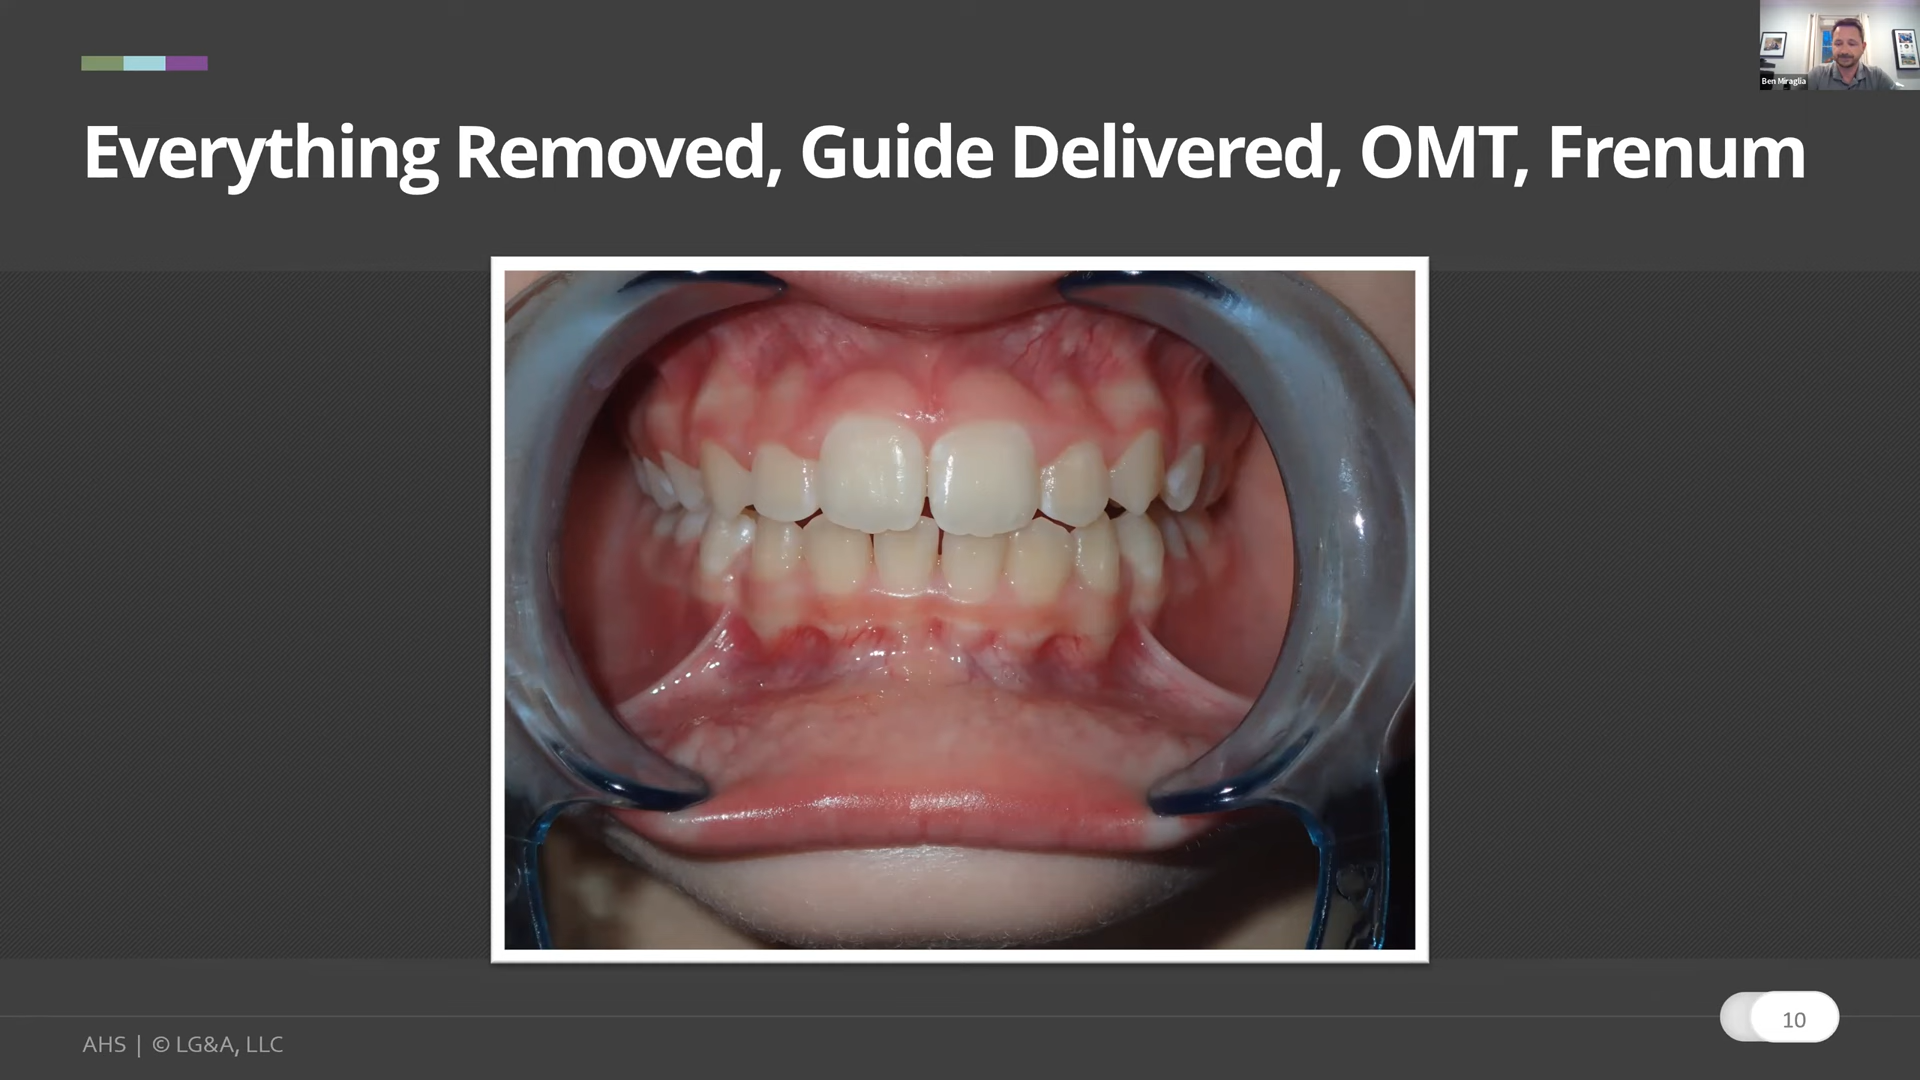 Ben Miraglia
Everything Removed, Guide Delivered, OMT, Frenum
AHS | © LG&A, LLC
10